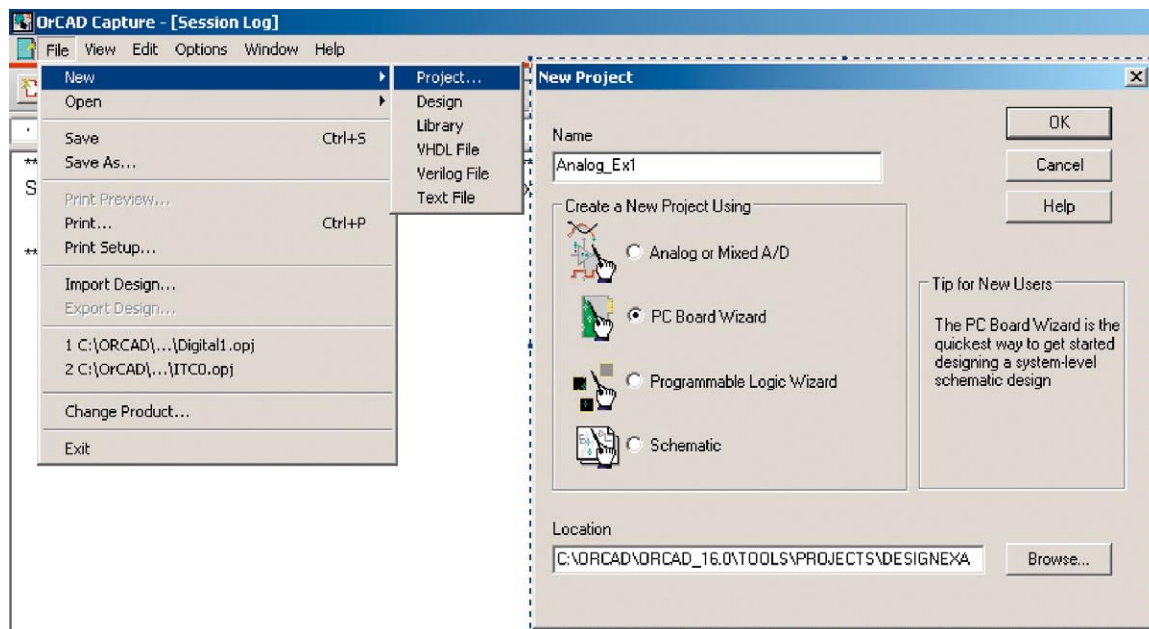 OrCAD Capture - [Session Log]
File View Edit Options Window Help
New
Open
Save Ctrl+S
Save As...
Print Preview...
Print... Ctrl+P
Print Setup...
Import Design...
Export Design...
1 C:\ORCAD\...\Digital1.opj
2 C:\OrCAD\...\ITC0.opj
Change Product...
Exit
Project...
Design
Library
VHDL File
Verilog File
Text File
**
S
**
New Project
Name
Analog_Ex1
OK
Cancel
Help
Create a New Project Using
Analog or Mixed A/D
PC Board Wizard
Programmable Logic Wizard
Schematic
Tip for New Users
The PC Board Wizard is the
quickest way to get started
designing a system-level
schematic design
Location
C:\ORCAD\ORCAD_16.0\TOOLS\PROJECTS\DESIGNEXA
Browse...